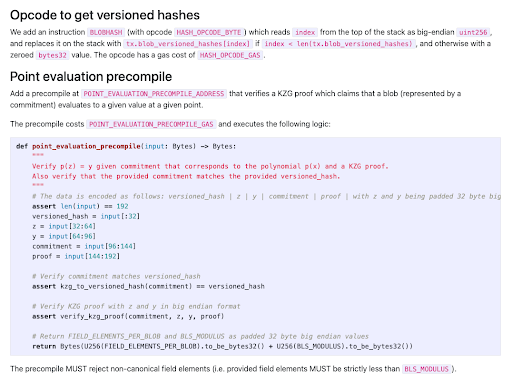 Opcode to get versioned hashes
We add an instruction BLOBHASH (with opcode HASH_OPCODE_BYTE ) which reads index from the top of the stack as big-endian uint256 ,
and replaces it on the stack with tx.blob_versioned_hashes[index] if index < len(tx.blob_versioned_hashes) , and otherwise with a
zeroed bytes32 value. The opcode has a gas cost of HASH_OPCODE_GAS .
Point evaluation precompile
Add a precompile at POINT_EVALUATION_PRECOMPILE_ADDRESS that verifies a KZG proof which claims that a blob (represented by a
commitment) evaluates to a given value at a given point.
The precompile costs POINT_EVALUATION_PRECOMPILE_GAS and executes the following logic:
def point_evaluation_precompile(input: Bytes) -> Bytes:
"""
Verify p(z) = y given commitment that corresponds to the polynomial p(x) and a KZG proof.
Also verify that the provided commitment matches the provided versioned_hash.
"""
# The data is encoded as follows: versioned_hash | z | y | commitment | proof | with z and y being padded 32 byte big
assert len(input) == 192
versioned_hash = input[:32]
z = input[32:64]
y = input[64:96]
commitment = input[96:144]
proof = input[144:192]
# Verify commitment matches versioned_hash
assert kzg_to_versioned_hash(commitment) == versioned_hash
# Verify KZG proof with z and y in big endian format
assert verify_kzg_proof(commitment, z, y, proof)
# Return FIELD_ELEMENTS_PER_BLOB and BLS_MODULUS as padded 32 byte big endian values
return Bytes(U256(FIELD_ELEMENTS_PER_BLOB).to_be_bytes32() + U256(BLS_MODULUS).to_be_bytes32())
The precompile MUST reject non-canonical field elements (i.e. provided field elements MUST be strictly less than BLS_MODULUS ).